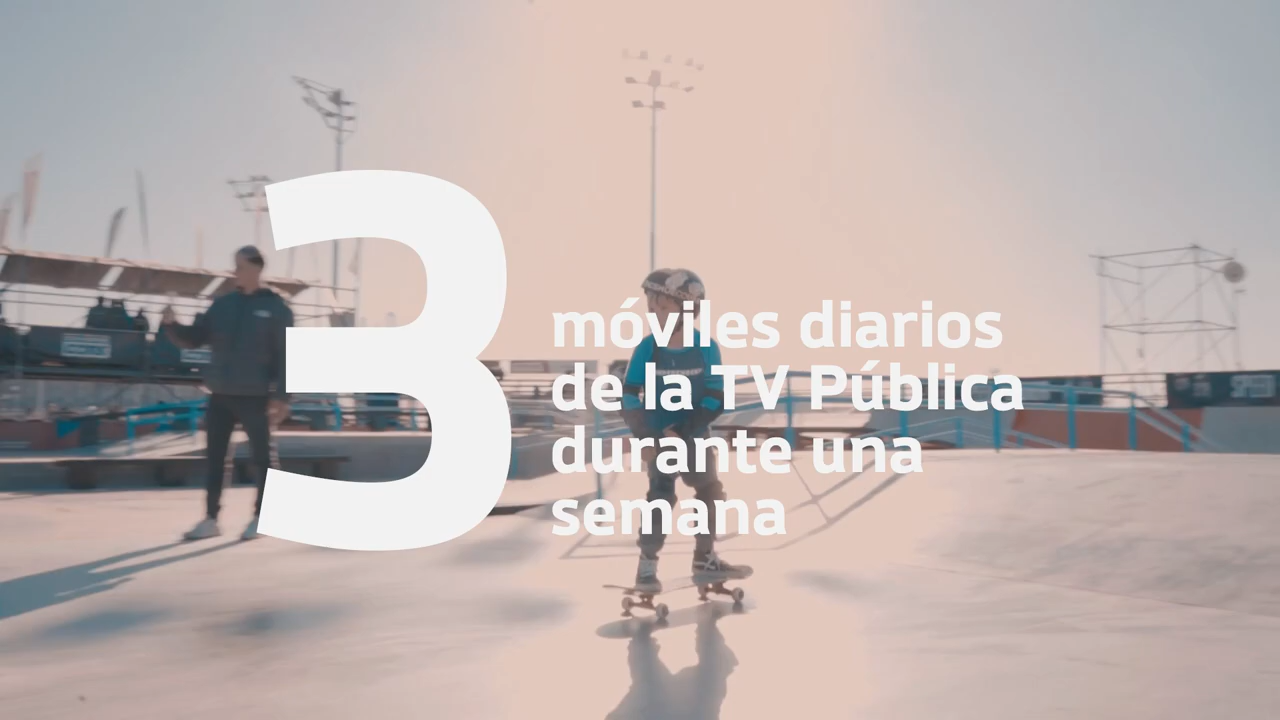 3
móviles diarios
de la TV Pública
durante una
semana